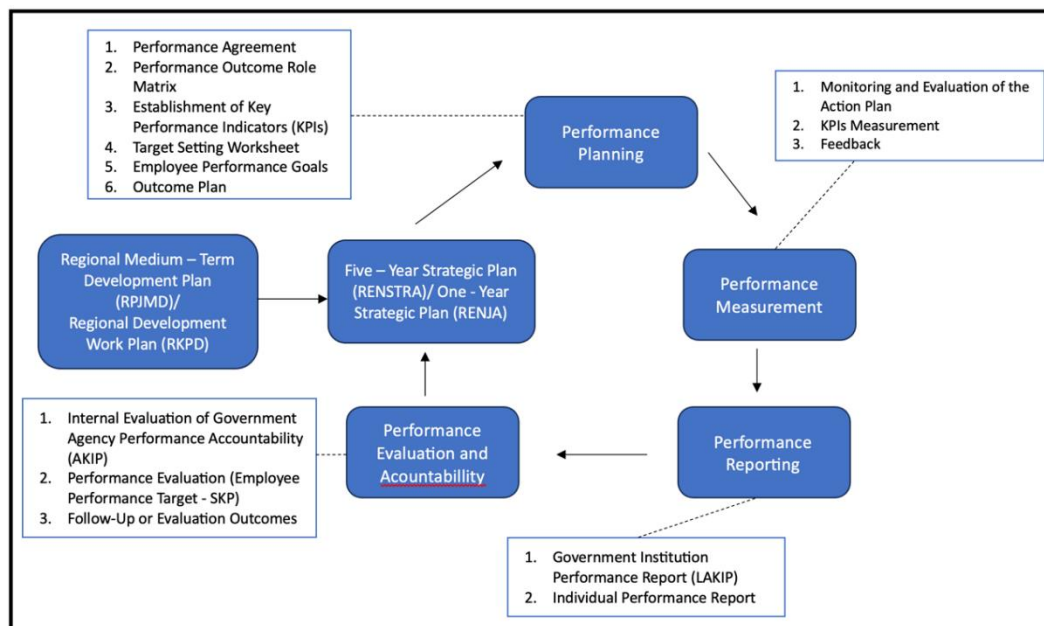 1. Performance Agreement
2. Performance Outcome Role
Matrix
3. Establishment of Key
Performance Indicators (KPIs)
4. Target Setting Worksheet
5. Employee Performance Goals
6. Outcome Plan
Performance
Planning
1. Monitoring and Evaluation of the
Action Plan
2. KPIs Measurement
3. Feedback
Regional Medium – Term
Development Plan
(RPJMD)/
Regional Development
Work Plan (RKPD)
Five – Year Strategic Plan
(RENSTRA)/ One - Year
Strategic Plan (RENJA)
Performance
Measurement
1. Internal Evaluation of Government
Agency Performance Accountability
(AKIP)
2. Performance Evaluation (Employee
Performance Target - SKP)
3. Follow-Up or Evaluation Outcomes
Performance
Evaluation and
Acountabillity
Performance
Reporting
1. Government Institution
Performance Report (LAKIP)
2. Individual Performance Report